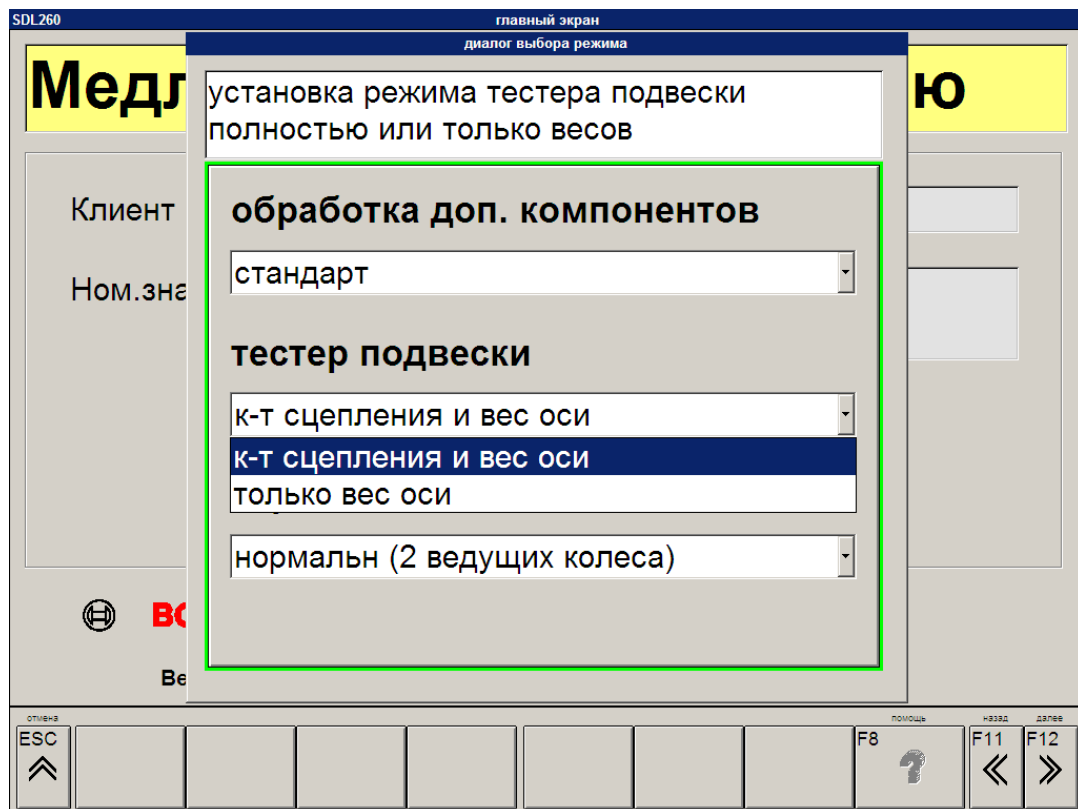 SDL260
главный экран
диалог выбора режима
Медл
ю
установка режима тестера подвески
полностью или только весов
Клиент
обработка доп. компонентов
стандарт
Ном.зна
тестер подвески
к-т сцепления и вес оси
к-т сцепления и вес оси
только вес оси
нормальн (2 ведущих колеса)
BO
Ве
отмена
помощь
назад
далее
ESC
F8
F11
F12